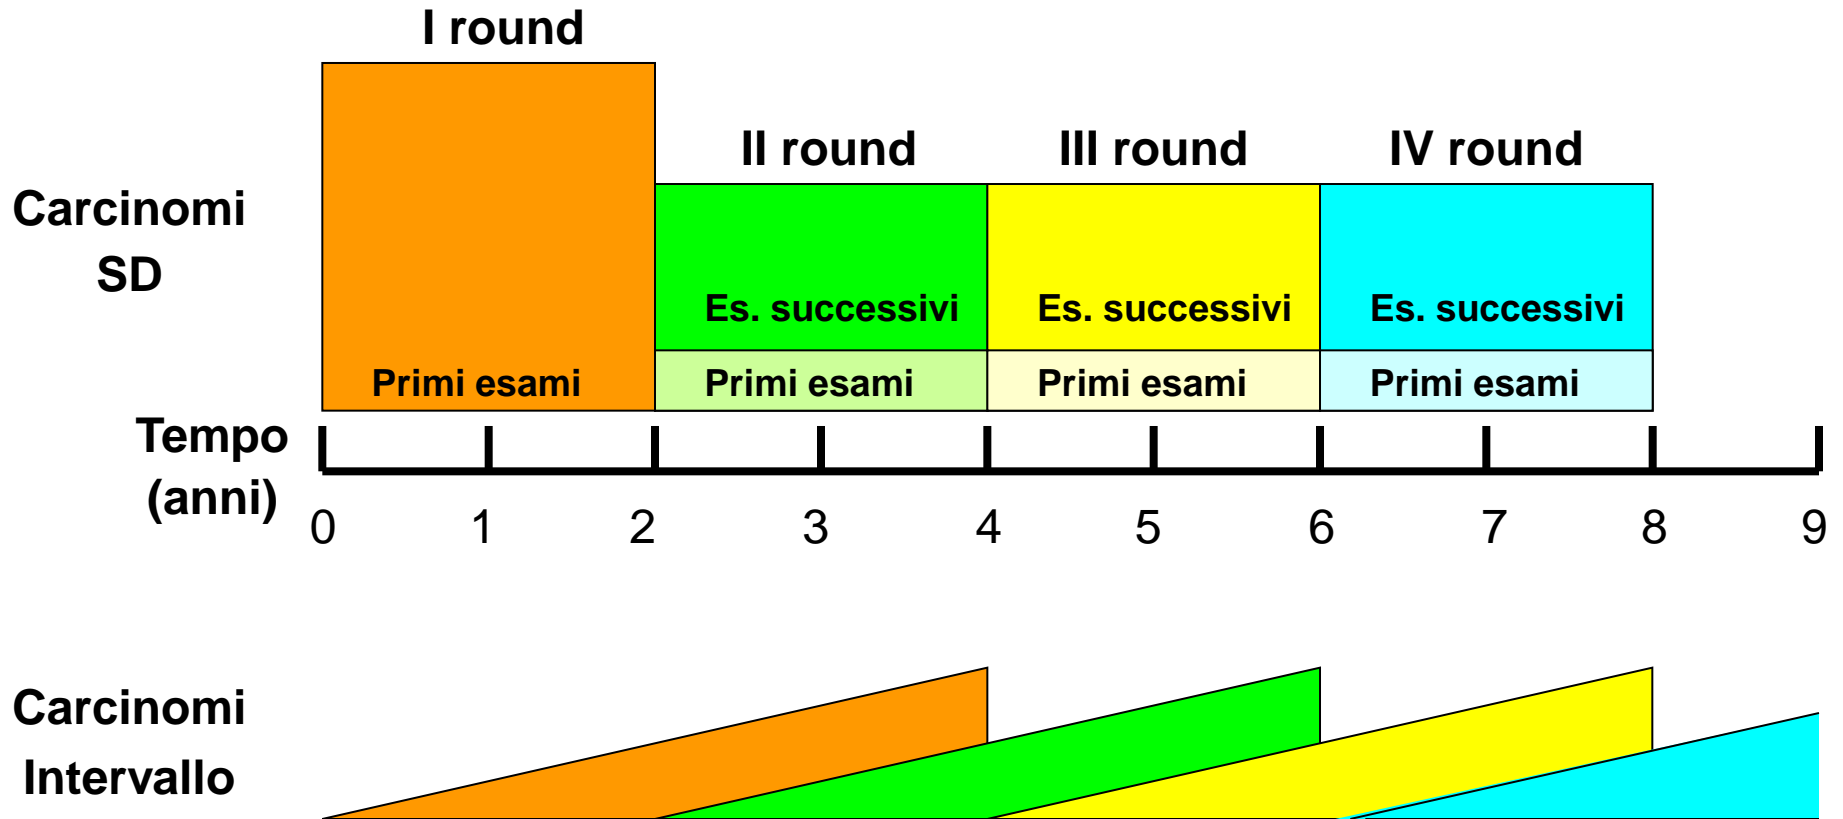 I round
II round
III round
IV round
Carcinomi
SD
Es. successivi
Es. successivi
Es. successivi
Primi esami
Primi esami
Primi esami
Primi esami
Tempo
(anni)
0 1 2 3 4 5 6 7 8 9
Carcinomi
Intervallo